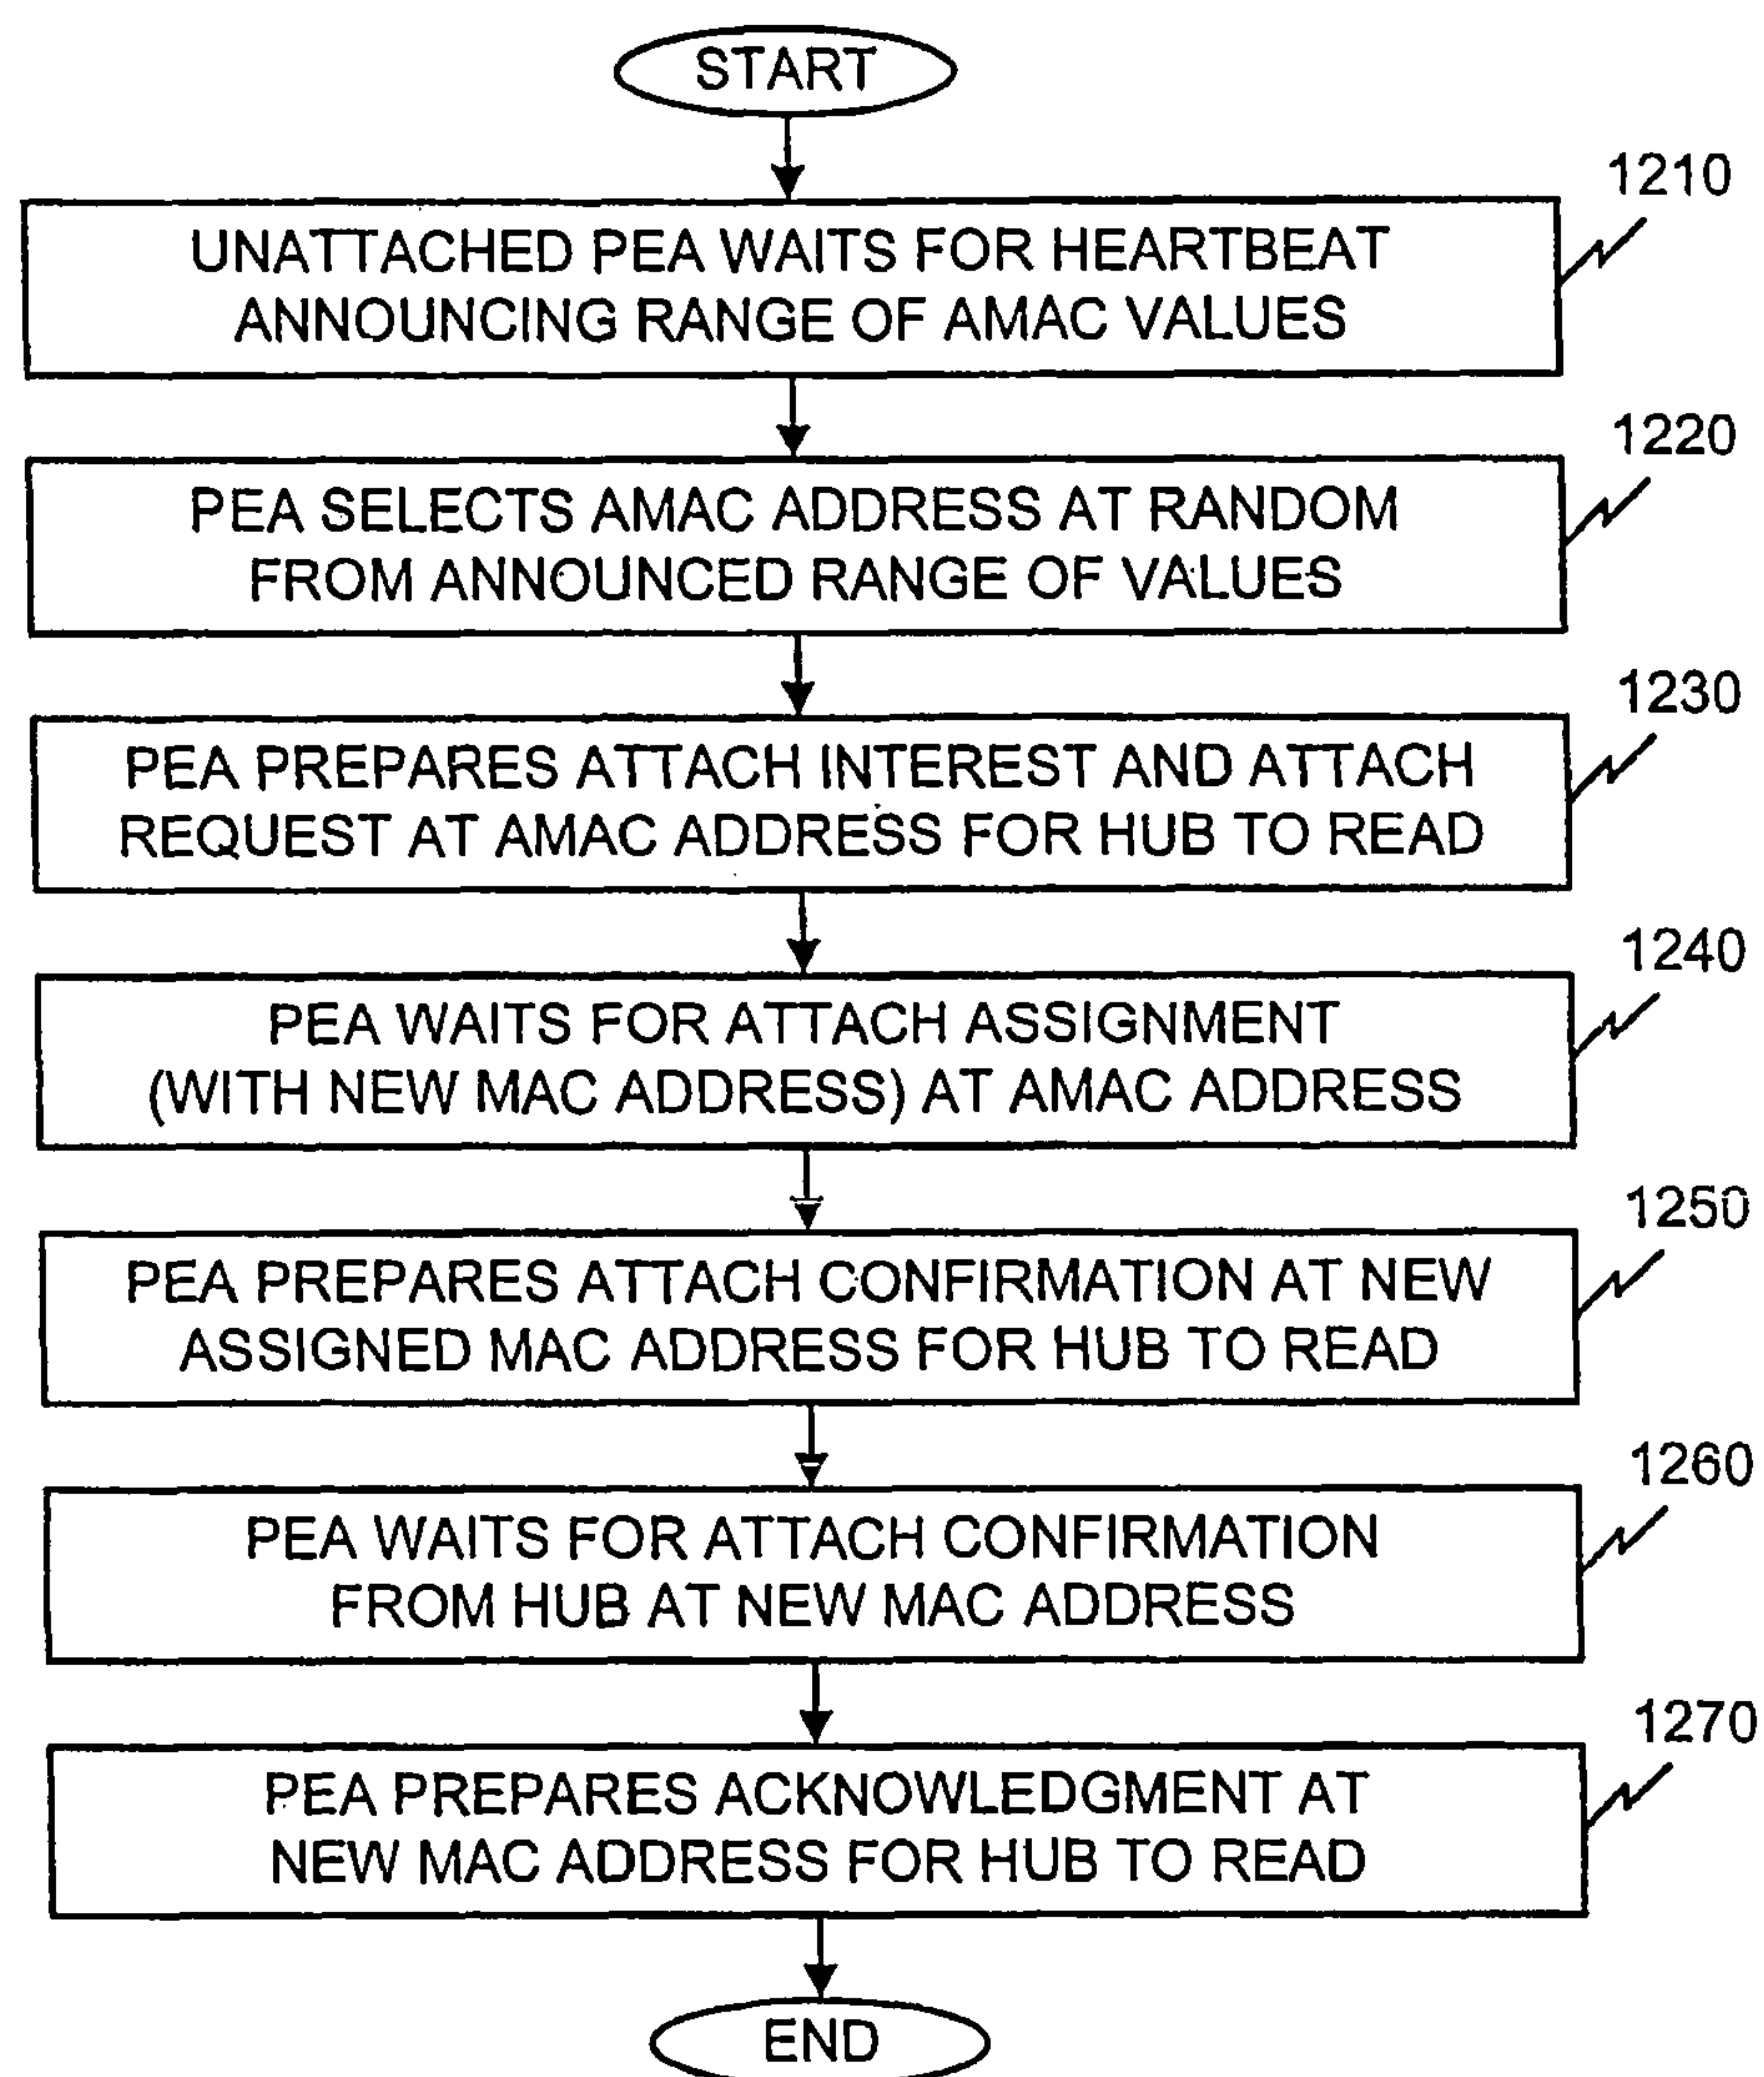 START
1210
UNATTACHED PEA WAITS FOR HEARTBEAT
ANNOUNCING RANGE OF AMAC VALUES
1220
PEA SELECTS AMAC ADDRESS AT RANDOM
FROM ANNOUNCED RANGE OF VALUES
1230
PEA PREPARES ATTACH INTEREST AND ATTACH
REQUEST AT AMAC ADDRESS FOR HUB TO READ
1240
PEA WAITS FOR ATTACH ASSIGNMENT
(WITH NEW MAC ADDRESS) AT AMAC ADDRESS
1250
PEA PREPARES ATTACH CONFIRMATION AT NEW
ASSIGNED MAC ADDRESS FOR HUB TO READ
1260
PEA WAITS FOR ATTACH CONFIRMATION
FROM HUB AT NEW MAC ADDRESS
1270
PEA PREPARES ACKNOWLEDGMENT AT
NEW MAC ADDRESS FOR HUB TO READ
END